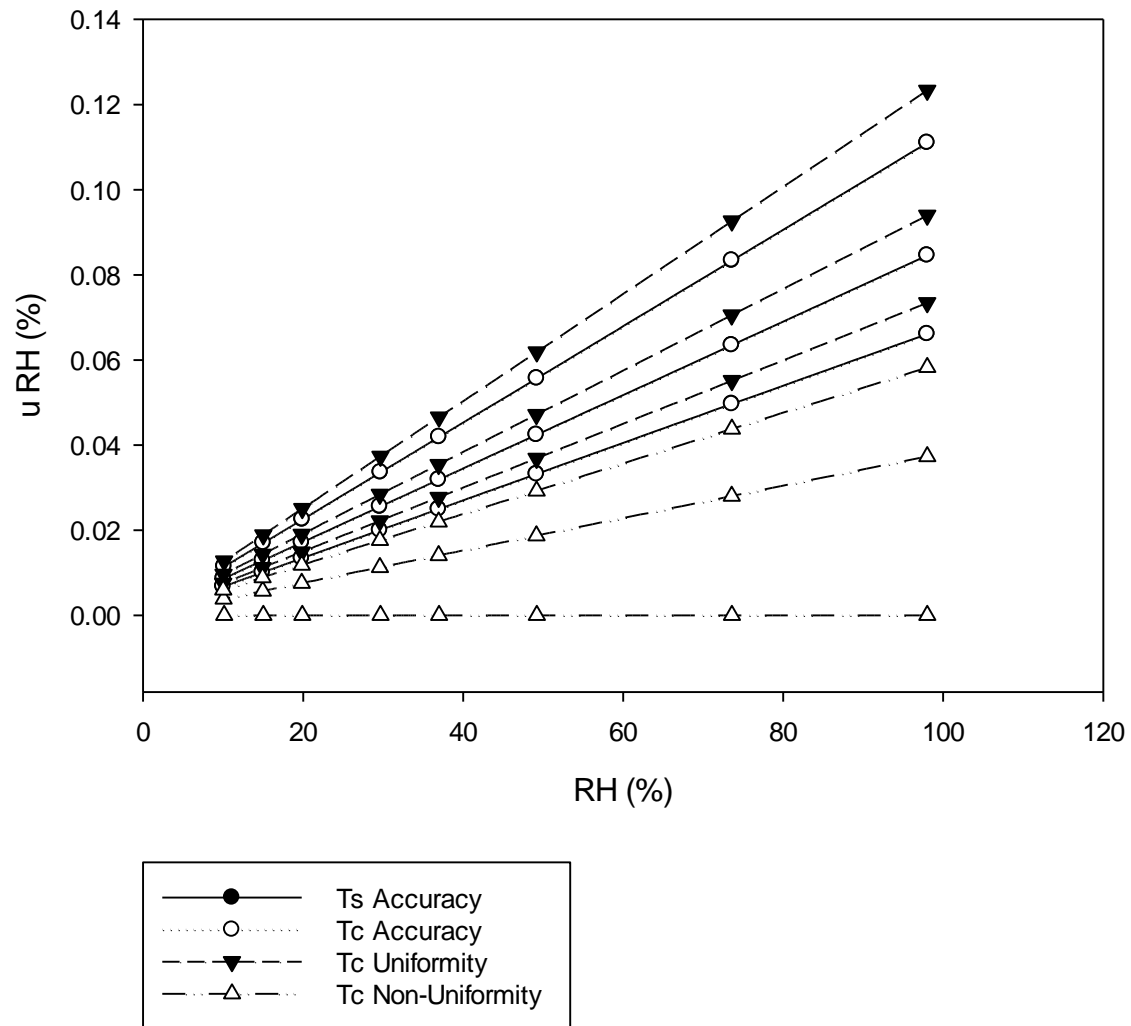 0.14
0.12
0.10
0.08
0.06
0.04
0.02
0.00
u RH (%)
0 20 40 60 80 100 120
RH (%)
Ts Accuracy
Tc Accuracy
Tc Uniformity
Tc Non-Uniformity